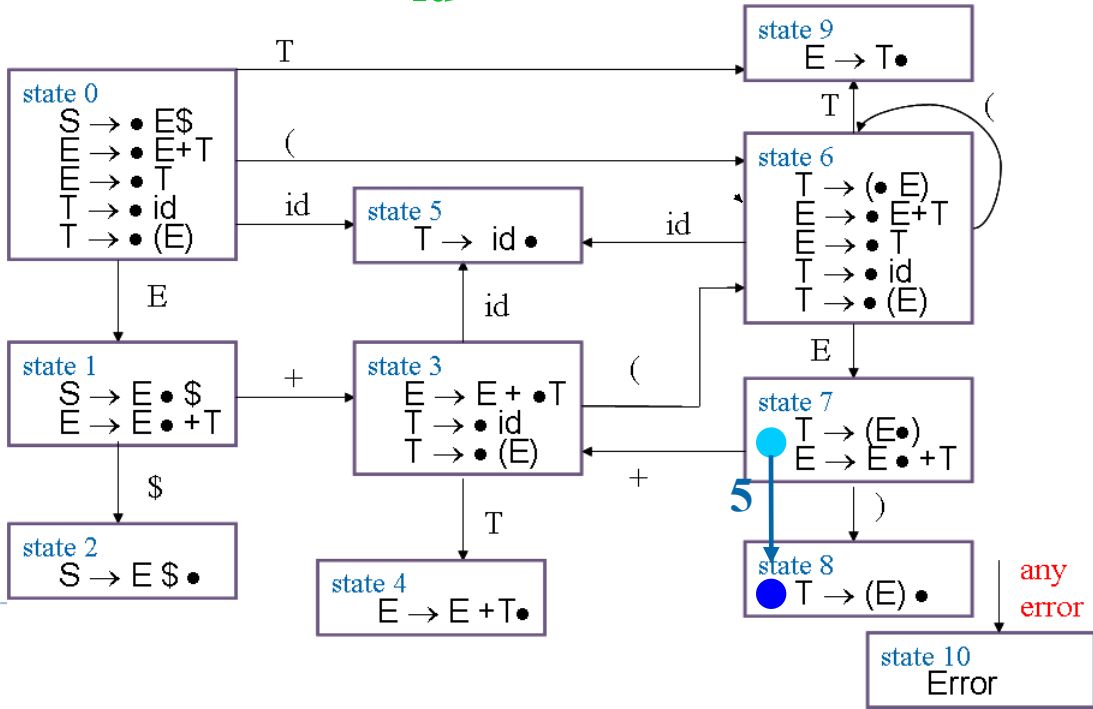 T
state 9
E → T●
state 0
S → ● E$
E → ● E+T
E → ● T
T → ● id
T → ● (E)
(
id
state 5
T → id ●
T
(
state 6
T → (● E)
E → ● E+T
E → ● T
T → ● id
T → ● (E)
id
E
id
(
E
state 1
S → E ● $
E → E ● +T
+
state 3
E → E + ●T
T → ● id
T → ● (E)
+
state 7
T → (E●)
E → E ● +T
5
)
$
T
state 2
S → E $ ●
state 4
E → E +T●
state 8
T → (E) ●
any
error
state 10
Error